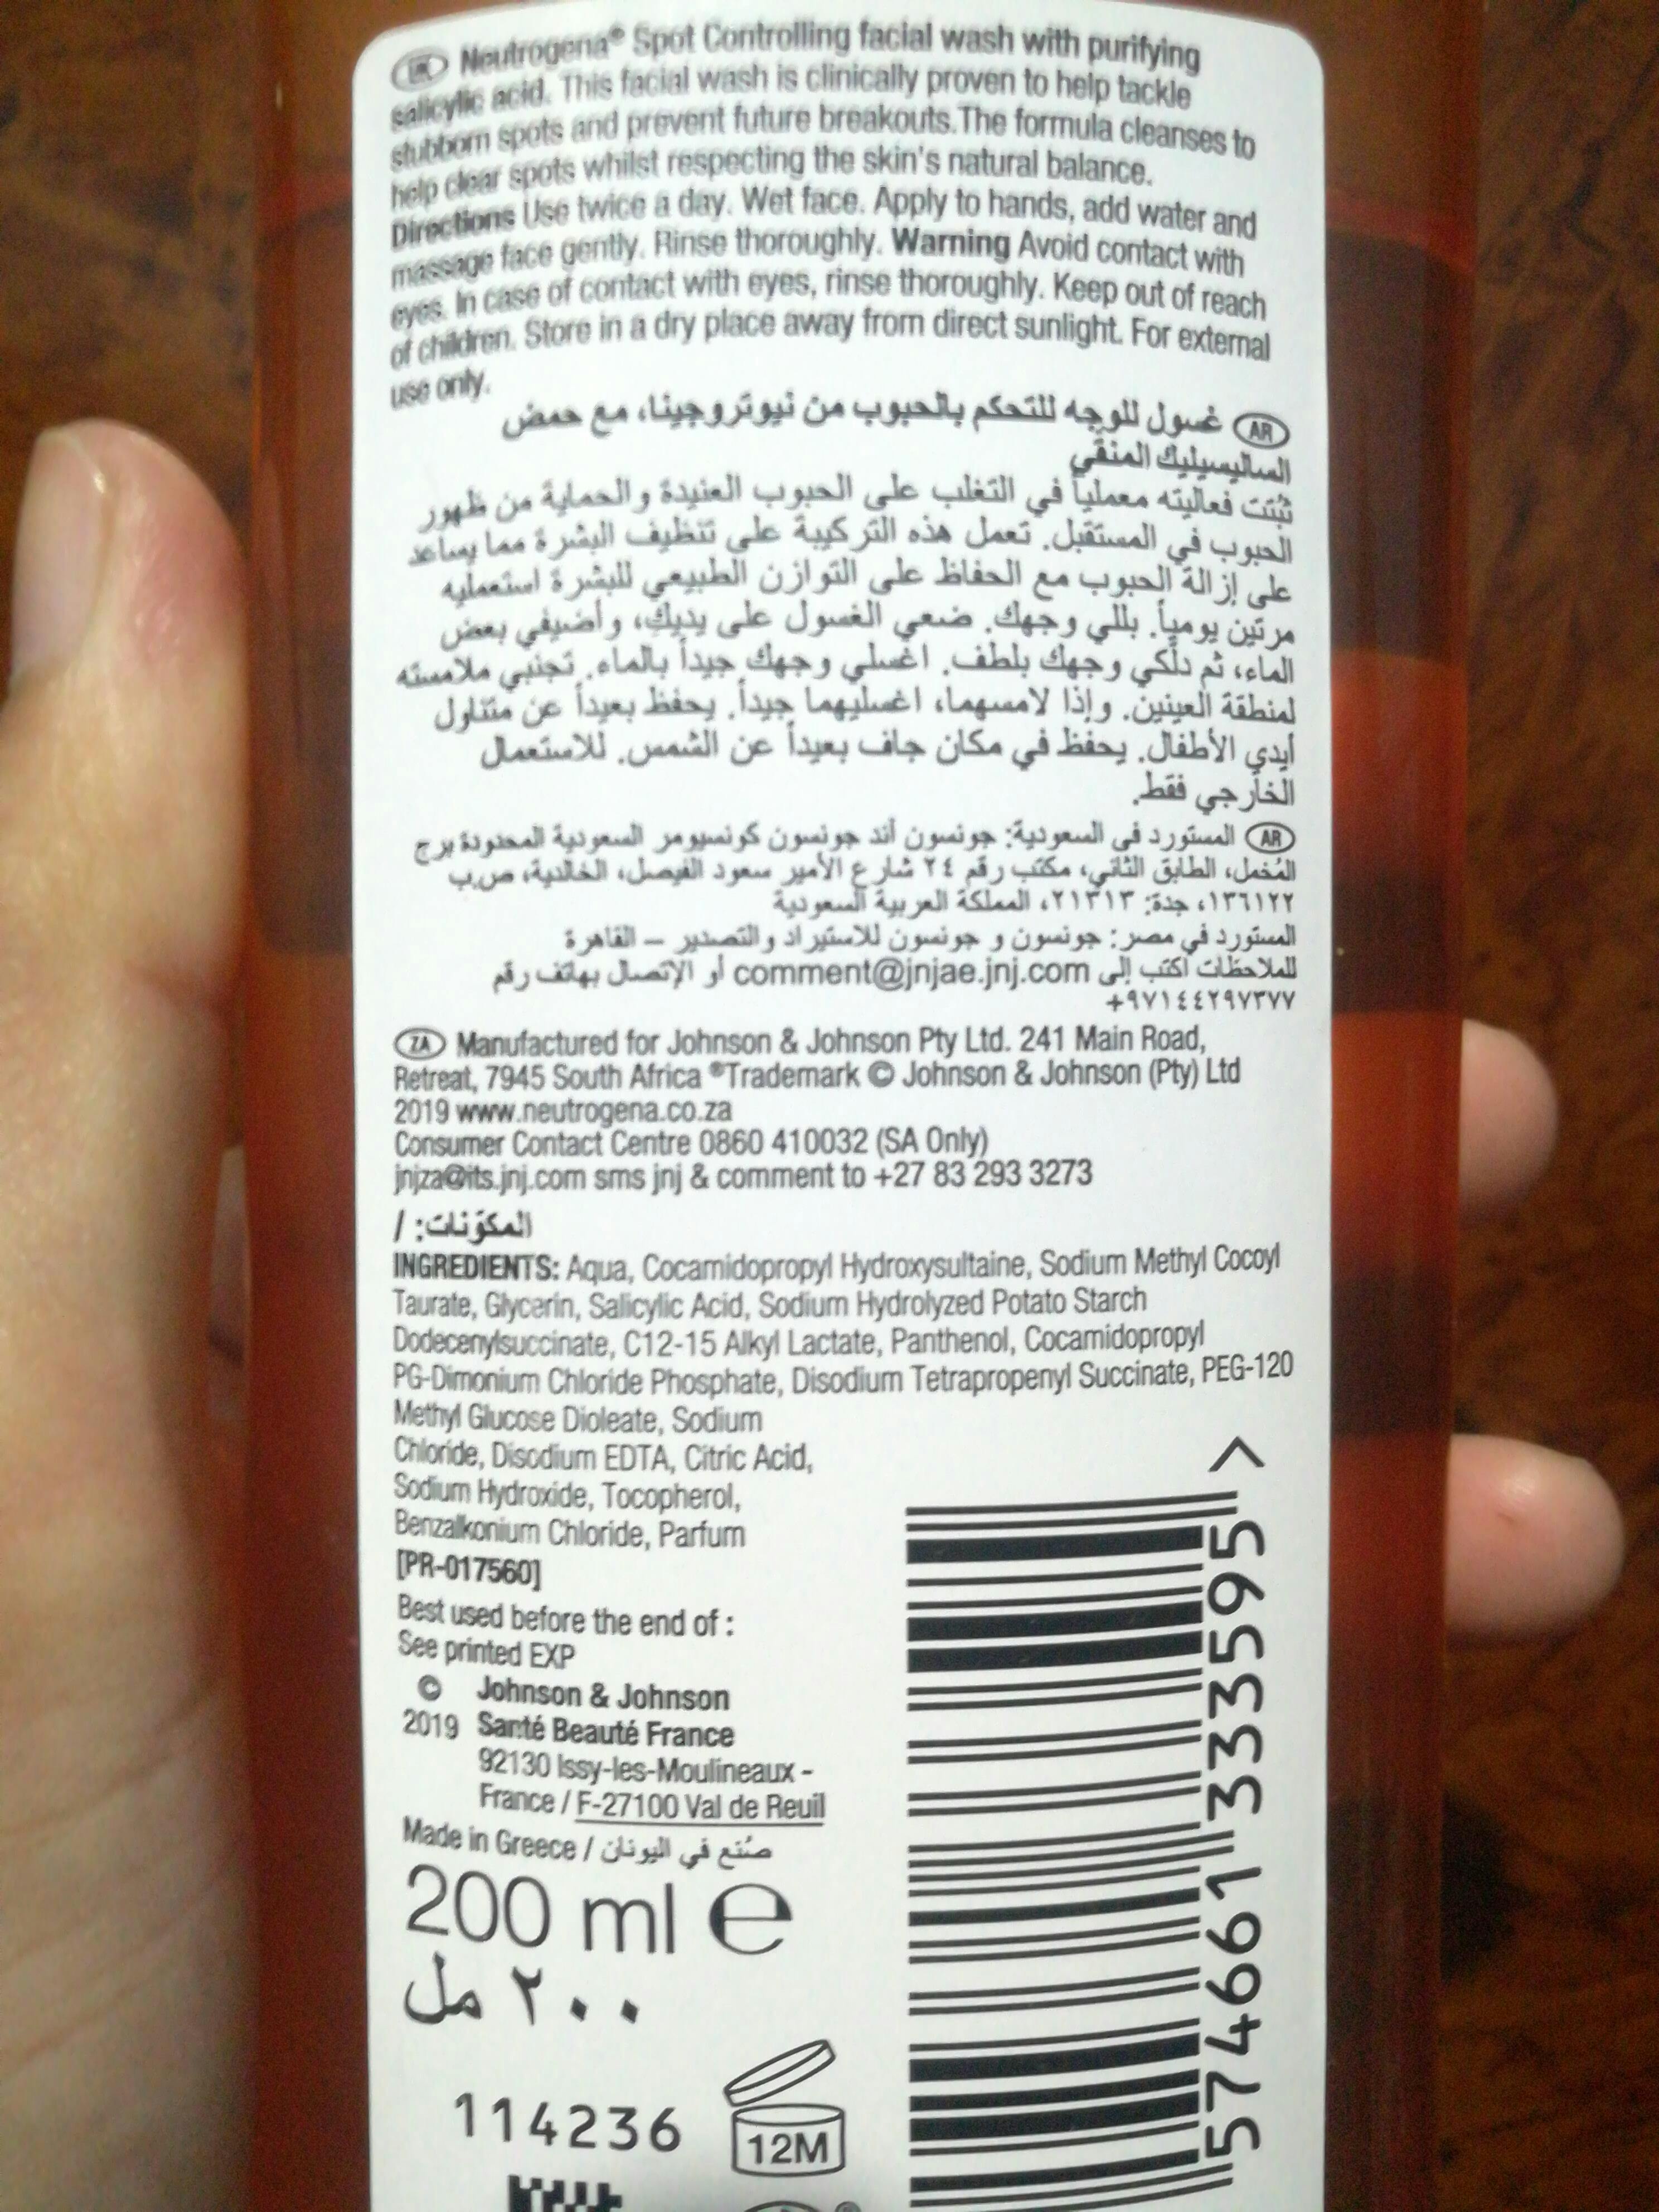 UK Neutrogena® Spot Controlling facial wash with purifying
salicylic acid. This facial wash is clinically proven to help tackle
stubborn spots and prevent future breakouts.The formula cleanses to
help clear spots whilst respecting the skin's natural balance.
Directions Use twice a day. Wet face. Apply to hands, add water and
massage face gently. Rinse thoroughly. Warning Avoid contact with
eyes. In case of contact with eyes, rinse thoroughly. Keep out of reach
of children. Store in a dry place away from direct sunlight. For external
use only.
AR غسول للوجه للتحكم بالحبوب من نيوتروجينا، مع حمض
الساليسيليك المنقي
ثبتت فعاليته معملياً في التغلب على الحبوب العنيدة والحماية من ظهور
الحبوب في المستقبل. تعمل هذه التركيبة على تنظيف البشرة مما يساعد
على إزالة الحبوب مع الحفاظ على التوازن الطبيعي للبشرة استعمليه
مرتين يومياً. بللي وجهك. ضعي الغسول على يديك، وأضيفي بعض
الماء، ثم دلّكي وجهك بلطف. اغسلي وجهك جيداً بالماء. تجنبي ملامسته
لمنطقة العينين. وإذا لامسهما، اغسليهما جيداً. يحفظ بعيداً عن متناول
أيدي الأطفال. يحفظ في مكان جاف بعيداً عن الشمس. للاستعمال
الخارجي فقط.
AR المستورد في السعودية: جونسون أند جونسون كونسيومر السعودية المحدودة برج
المُخمل، الطابق الثاني، مكتب رقم ٢٤ شارع الأمير سعود الفيصل، الخالدية، ص.ب
١٣٦١٢٢، جدة: ٢١٣١٣، المملكة العربية السعودية
المستورد في مصر: جونسون و جونسون للاستيراد والتصدير – القاهرة
للملاحظات اكتب إلى comment@jnjae.jnj.com أو الإتصال بهاتف رقم
+٩٧١٤٤٢٩٧٣٧٧
ZA Manufactured for Johnson & Johnson Pty Ltd. 241 Main Road,
Retreat, 7945 South Africa ®Trademark © Johnson & Johnson (Pty) Ltd
2019 www.neutrogena.co.za
Consumer Contact Centre 0860 410032 (SA Only)
jnjza@its.jnj.com sms jnj & comment to +27 83 293 3273
المكوّنات: /
INGREDIENTS: Aqua, Cocamidopropyl Hydroxysultaine, Sodium Methyl Cocoyl
Taurate, Glycerin, Salicylic Acid, Sodium Hydrolyzed Potato Starch
Dodecenylsuccinate, C12-15 Alkyl Lactate, Panthenol, Cocamidopropyl
PG-Dimonium Chloride Phosphate, Disodium Tetrapropenyl Succinate, PEG-120
Methyl Glucose Dioleate, Sodium
Chloride, Disodium EDTA, Citric Acid,
Sodium Hydroxide, Tocopherol,
Benzalkonium Chloride, Parfum
[PR-017560]
Best used before the end of :
See printed EXP
© Johnson & Johnson
2019 Santé Beauté France
92130 Issy-les-Moulineaux -
France / F-27100 Val de Reuil
Made in Greece / صُنع في اليونان
200 ml e
٢٠٠ مل
114236
12M
574661 333595 >